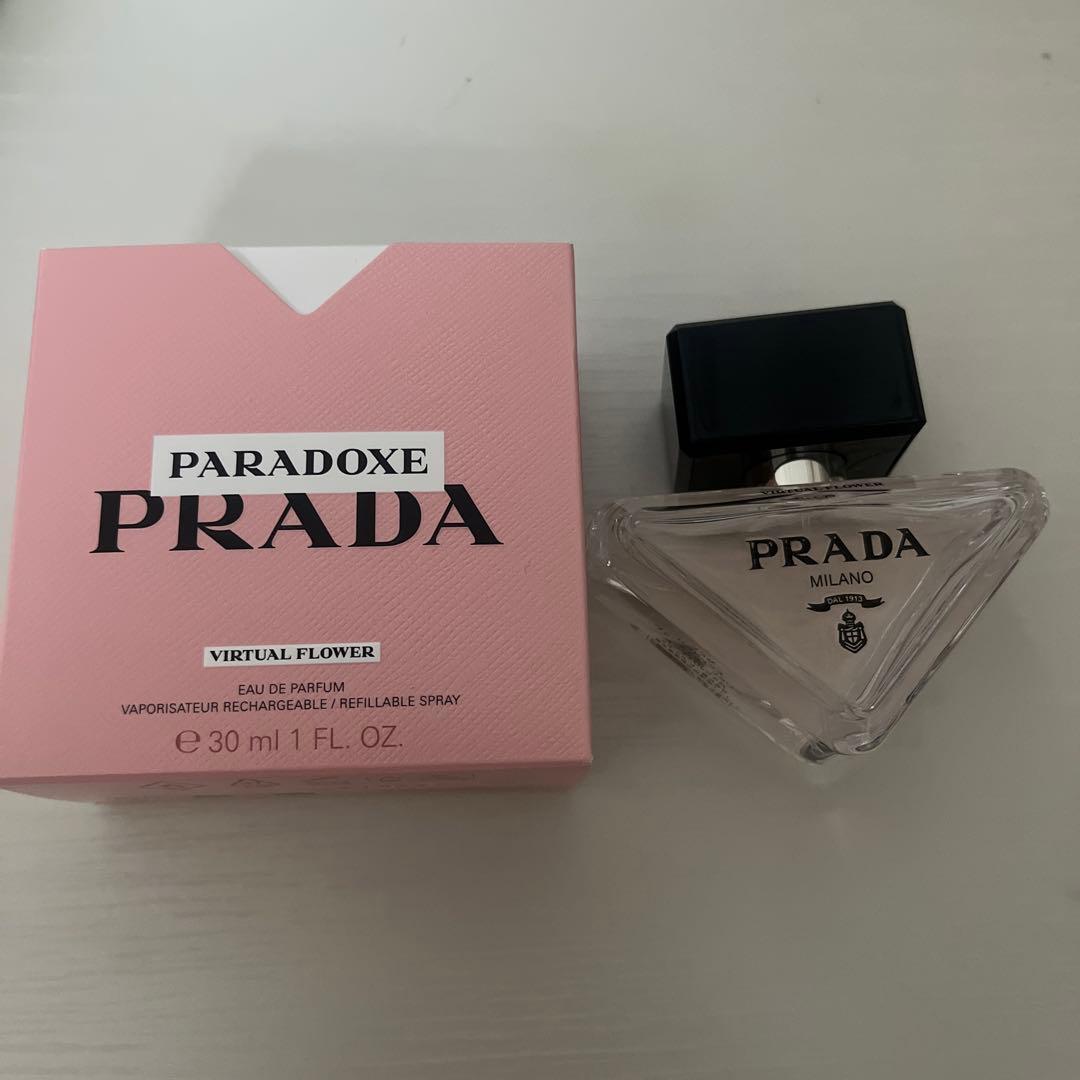 PARADOXE
PRADA
VIRTUAL FLOWER
EAU DE PARFUM
VAPORISATEUR RECHARGEABLE / REFILLABLE SPRAY
℮ 30 ml 1 FL. OZ.
VIRTUAL FLOWER
PRADA
MILANO
DAL 1913